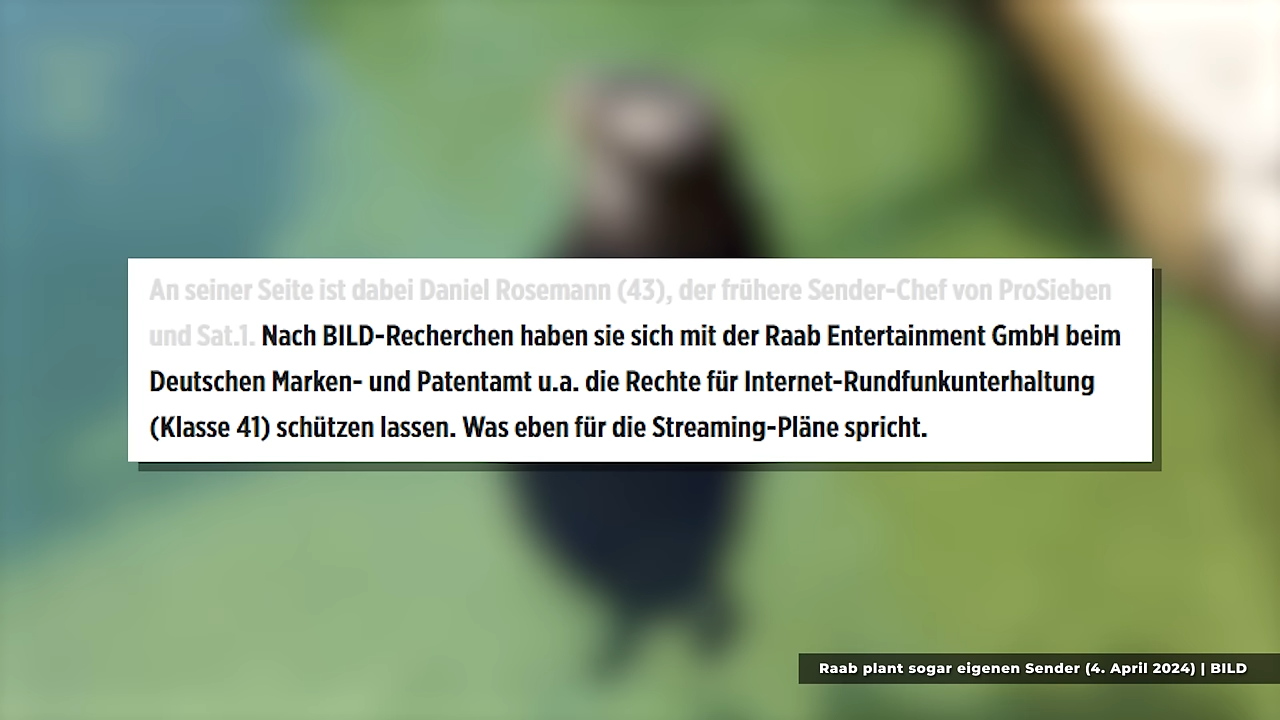 An seiner Seite ist dabei Daniel Rosemann (43), der frühere Sender-Chef von ProSieben
und Sat.1. Nach BILD-Recherchen haben sie sich mit der Raab Entertainment GmbH beim
Deutschen Marken- und Patentamt u.a. die Rechte für Internet-Rundfunkunterhaltung
(Klasse 41) schützen lassen. Was eben für die Streaming-Pläne spricht.
Raab plant sogar eigenen Sender (4. April 2024) | BILD